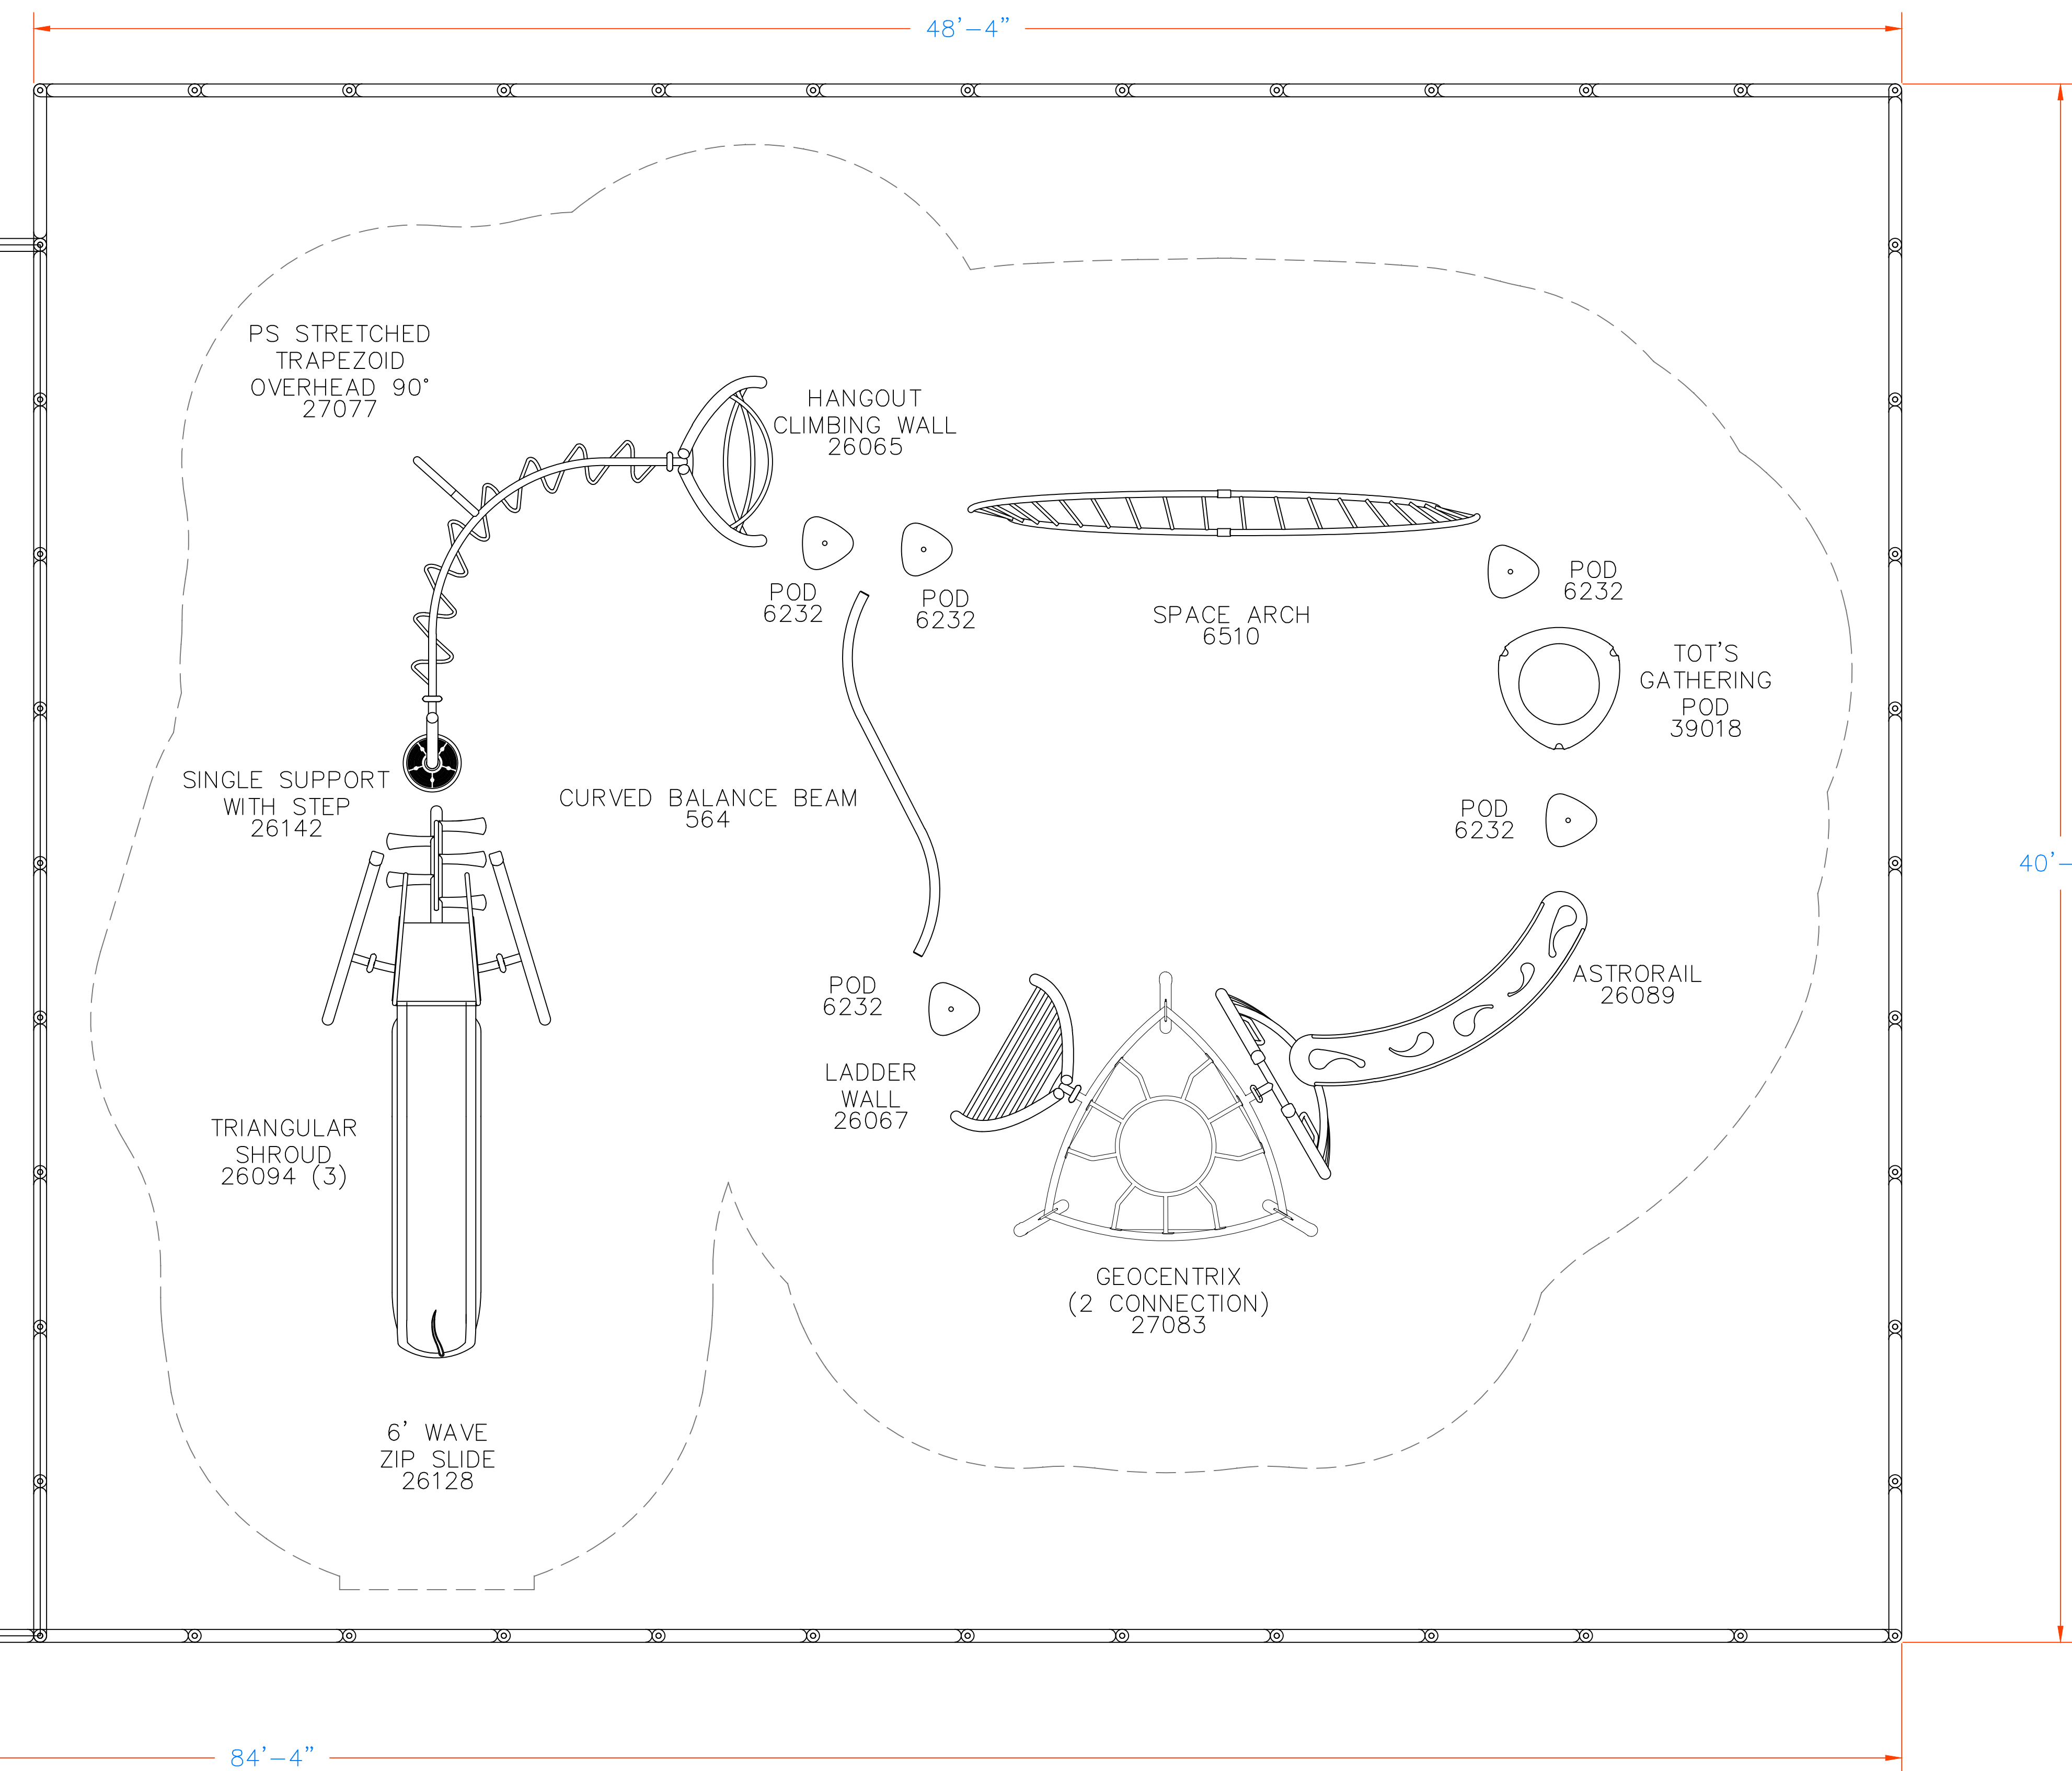 48'-4"
PS STRETCHED
TRAPEZOID
OVERHEAD 90°
27077
HANGOUT
CLIMBING WALL
26065
POD
6232
POD
6232
SPACE ARCH
6510
POD
6232
TOT'S
GATHERING
POD
39018
SINGLE SUPPORT
WITH STEP
26142
CURVED BALANCE BEAM
564
POD
6232
40'-
POD
6232
ASTRORAIL
26089
LADDER
WALL
26067
TRIANGULAR
SHROUD
26094 (3)
GEOCENTRIX
(2 CONNECTION)
27083
6' WAVE
ZIP SLIDE
26128
84'-4"